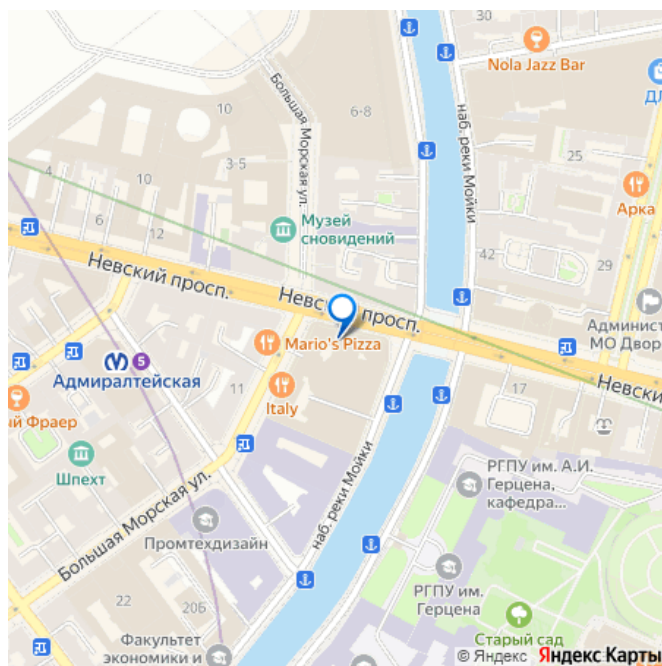 30
Nola Jazz Bar
ДЛ
Большая Морская ул.
6-8
10
наб. реки Мойки
25
3-5
4
10
Арка
Музей
сновидений
6
12
42
29
Невский просп.
Невский просп.
Админист
МО Двор
Mario's Pizza
5
Адмиралтейская
11
17
Невски
Italy
ый Фраер
Шпехт
наб. реки Мойки
РГПУ им. А.И.
Герцена,
кафедра...
Большая Морская ул.
Промтехдизайн
РГПУ им.
Герцена
22
20Б
Старый сад
Факультет
экономики и
© Яндекс Яндекс Карты